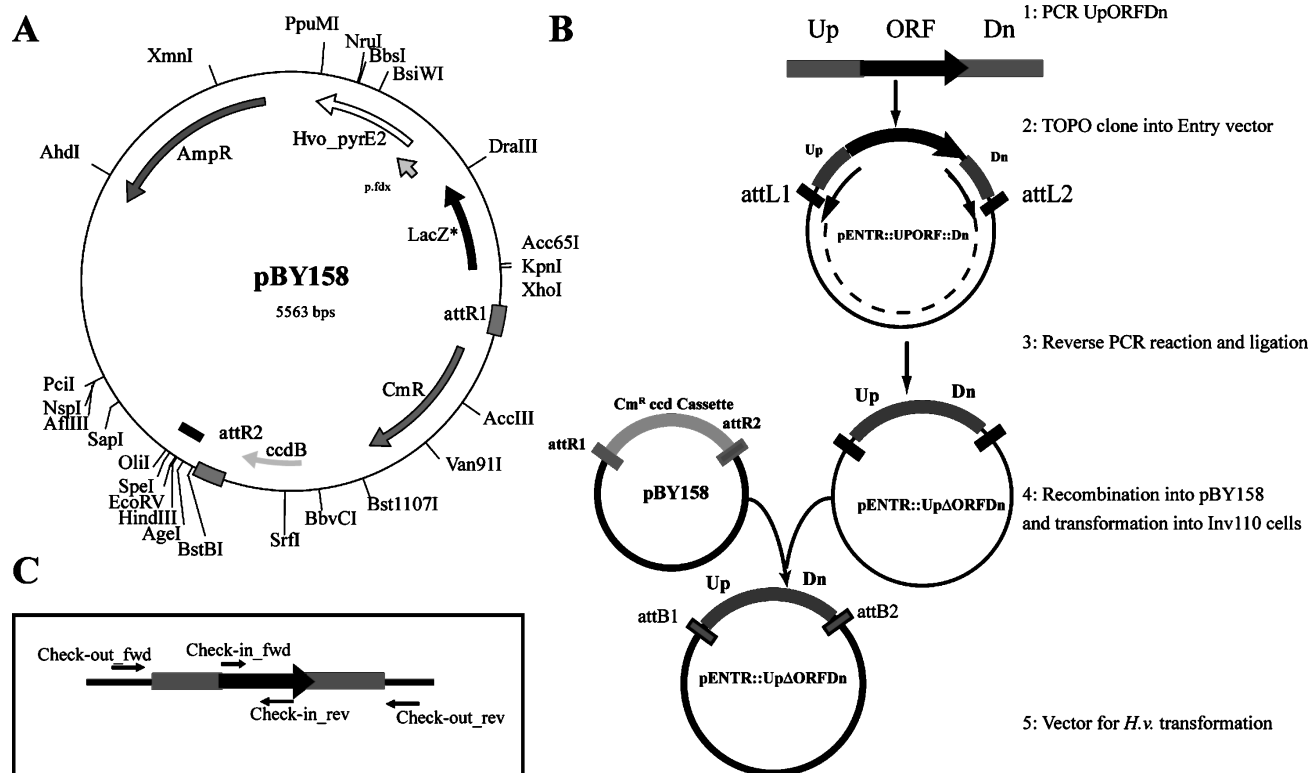 A
PpuMI
NruI
BbsI
BsiWI
XmnI
Hvo_pyrE2
AmpR
AhdI
DraIII
p.fdx
LacZ*
Acc65I
KpnI
XhoI
pBY158
5563 bps
attR1
CmR
PciI
NspI
AflIII
SapI
AccIII
attR2
ccdB
Van91I
OliI
SpeI
EcoRV
HindIII
AgeI
BstBI
SrfI
BbvCI
Bst1107I
B
Up ORF Dn
1: PCR UpORFDn
2: TOPO clone into Entry vector
Up
Dn
attL1
attL2
pENTR::UPORF::Dn
3: Reverse PCR reaction and ligation
Up Dn
Cm^R ccd Cassette
attR1
attR2
pBY158
pENTR::UpΔORFDn
4: Recombination into pBY158
and transformation into Inv110 cells
Up Dn
attB1
attB2
pENTR::UpΔORFDn
5: Vector for H.v. transformation
C
Check-out_fwd
Check-in_fwd
Check-in_rev
Check-out_rev